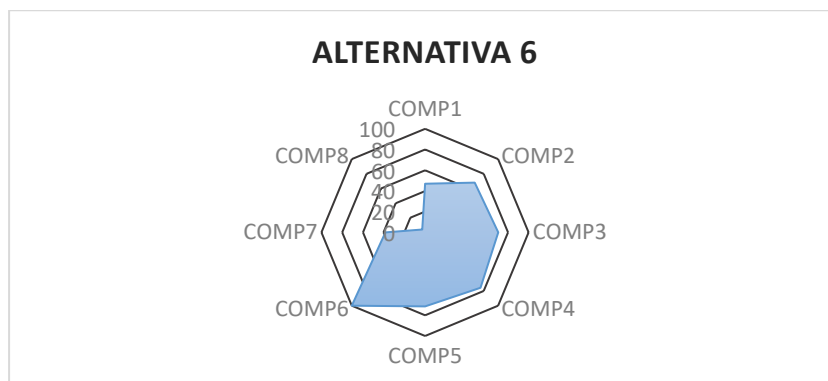 ALTERNATIVA 6
COMP1
100
COMP2
80
COMP8
60
40
20
COMP7
0
COMP3
COMP6
COMP4
COMP5